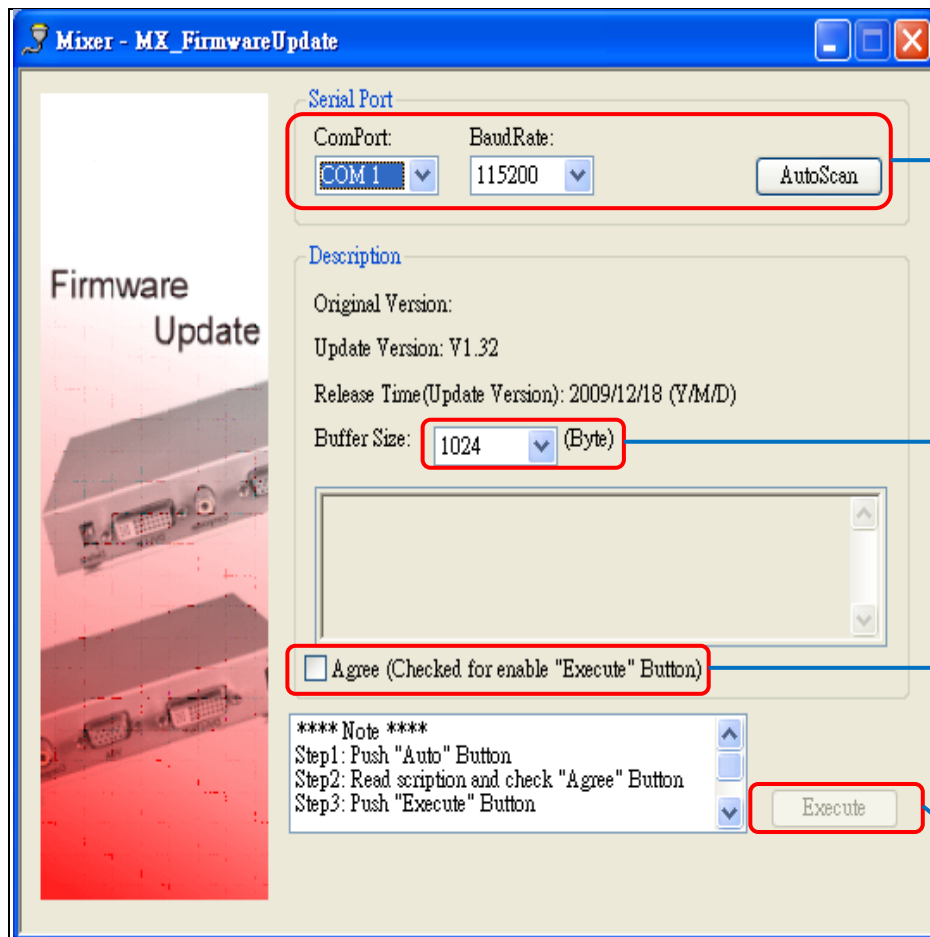 Mixer - MX_FirmwareUpdate
Serial Port
ComPort: BaudRate:
COM 1 115200 AutoScan
Firmware
Update
Description
Original Version:
Update Version: V1.32
Release Time(Update Version): 2009/12/18 (Y/M/D)
Buffer Size: 1024 (Byte)
Agree (Checked for enable "Execute" Button)
**** Note ****
Step1: Push "Auto" Button
Step2: Read scription and check "Agree" Button
Step3: Push "Execute" Button
Execute